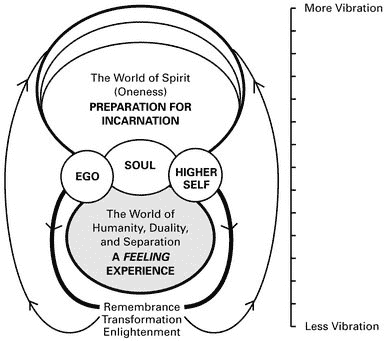 More Vibration
The World of Spirit
(Oneness)
PREPARATION FOR
INCARNATION
EGO
SOUL
HIGHER
SELF
The World of
Humanity, Duality,
and Separation
A FEELING
EXPERIENCE
Remembrance
Transformation
Enlightenment
Less Vibration